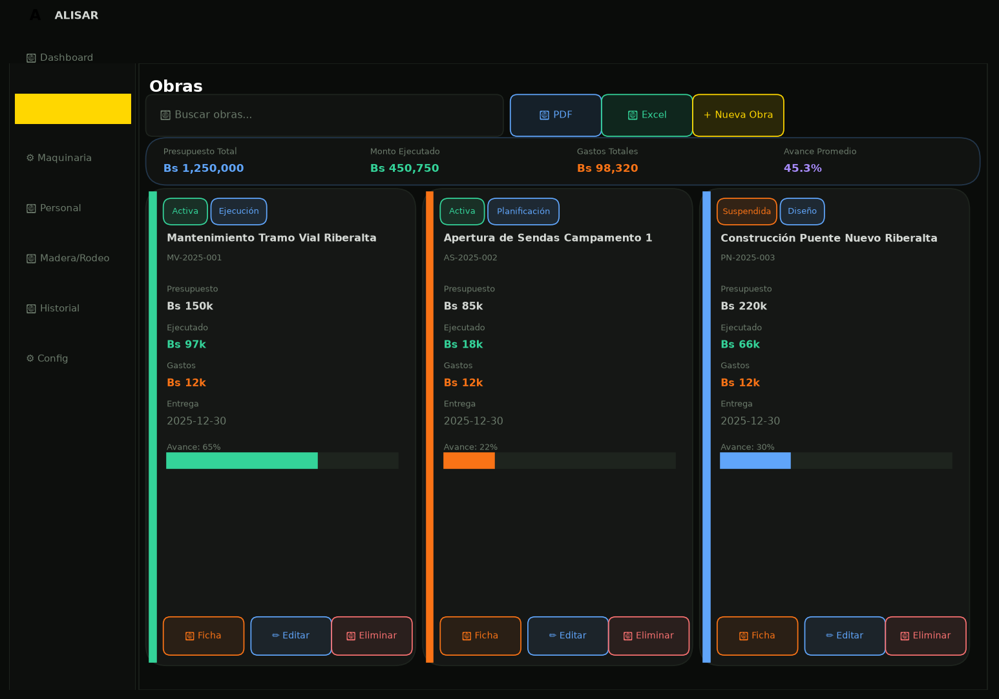 A ALISAR
Dashboard
Obras
Buscar obras...
PDF
Excel
+ Nueva Obra
⚙ Maquinaria
Personal
Madera/Rodeo
Historial
⚙ Config
Presupuesto Total
Bs 1,250,000
Monto Ejecutado
Bs 450,750
Gastos Totales
Bs 98,320
Avance Promedio
45.3%
Activa
Ejecución
Mantenimiento Tramo Vial Riberalta
MV-2025-001
Presupuesto
Bs 150k
Ejecutado
Bs 97k
Gastos
Bs 12k
Entrega
2025-12-30
Avance: 65%
Ficha
✏ Editar
Eliminar
Activa
Planificación
Apertura de Sendas Campamento 1
AS-2025-002
Presupuesto
Bs 85k
Ejecutado
Bs 18k
Gastos
Bs 12k
Entrega
2025-12-30
Avance: 22%
Ficha
✏ Editar
Eliminar
Suspendida
Diseño
Construcción Puente Nuevo Riberalta
PN-2025-003
Presupuesto
Bs 220k
Ejecutado
Bs 66k
Gastos
Bs 12k
Entrega
2025-12-30
Avance: 30%
Ficha
✏ Editar
Eliminar